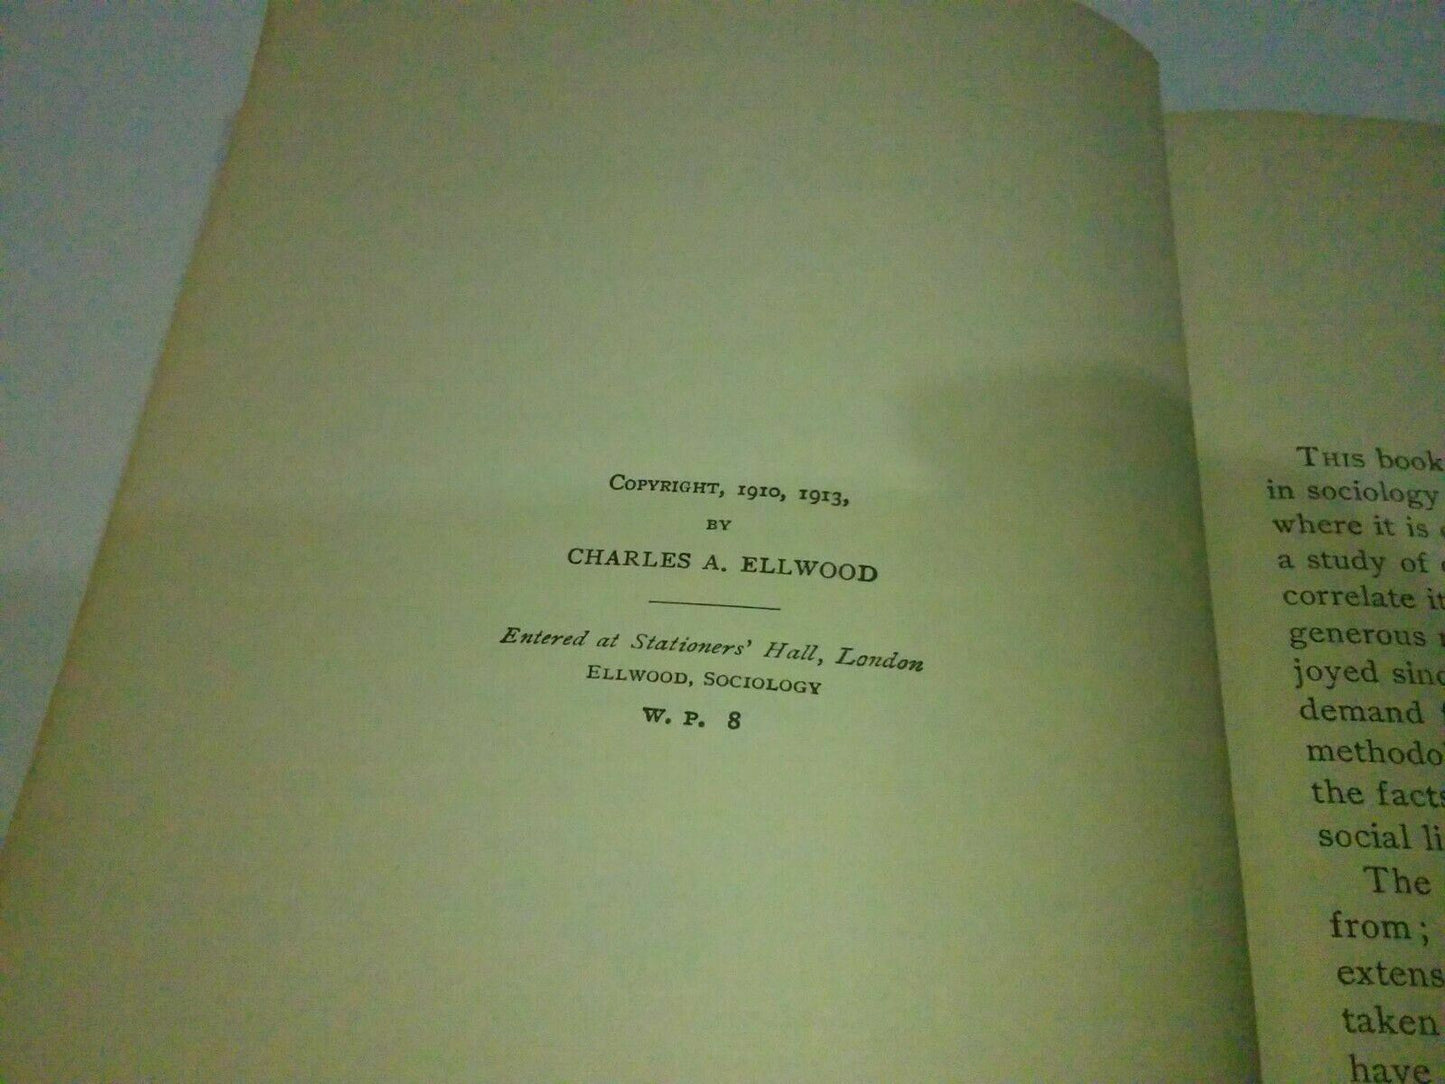 COPYRIGHT, 1910, 1913,
BY
CHARLES A. ELLWOOD
Entered at Stationers' Hall, London
ELLWOOD, SOCIOLOGY
W. P. 8
THIS book
in sociology
where it is
a study of
correlate it
generous
joyed sinc
demand
methodo
the facts
social li
The
from;
extens
taken
have